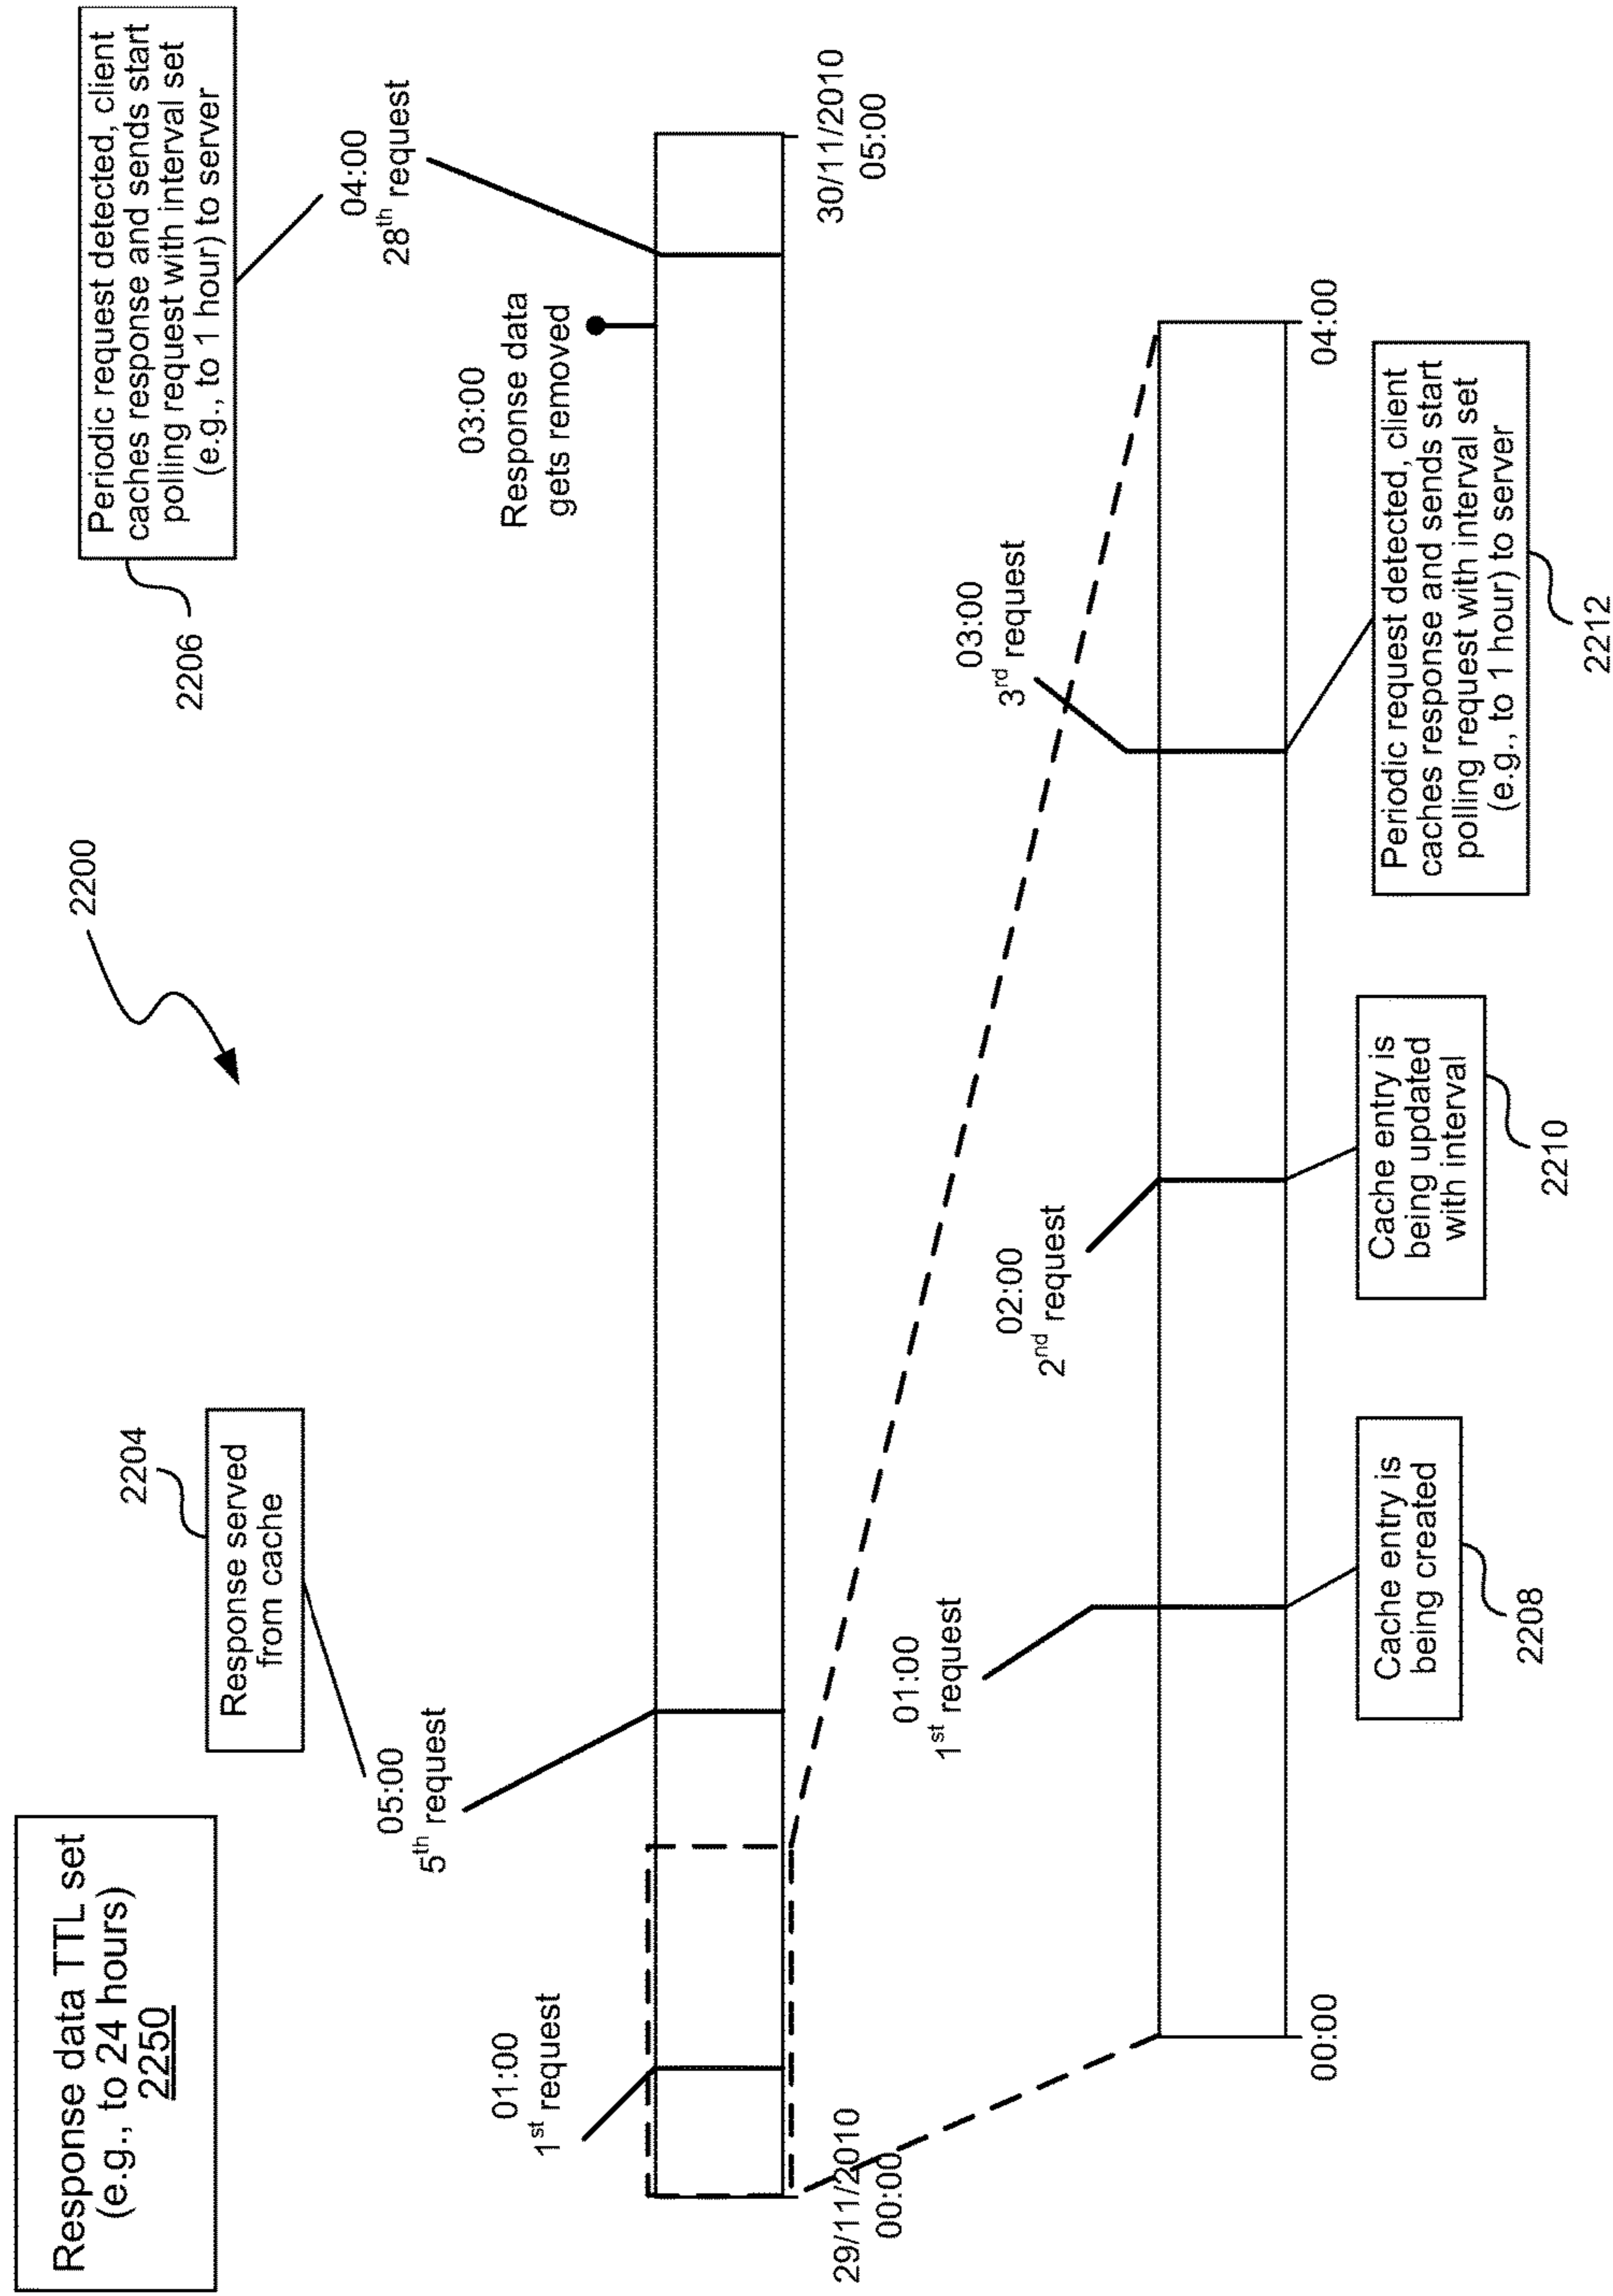 Response data TTL set
(e.g., to 24 hours)
2250
2204
Response served
from cache
2200
2206
Periodic request detected, client
caches response and sends start
polling request with interval set
(e.g., to 1 hour) to server
01:00
1st request
05:00
5th request
03:00
Response data
gets removed
04:00
28th request
29/11/2010
00:00
30/11/2010
05:00
01:00
1st request
02:00
2nd request
03:00
3rd request
00:00
04:00
Cache entry is
being created
2208
Cache entry is
being updated
with interval
2210
Periodic request detected, client
caches response and sends start
polling request with interval set
(e.g., to 1 hour) to server
2212